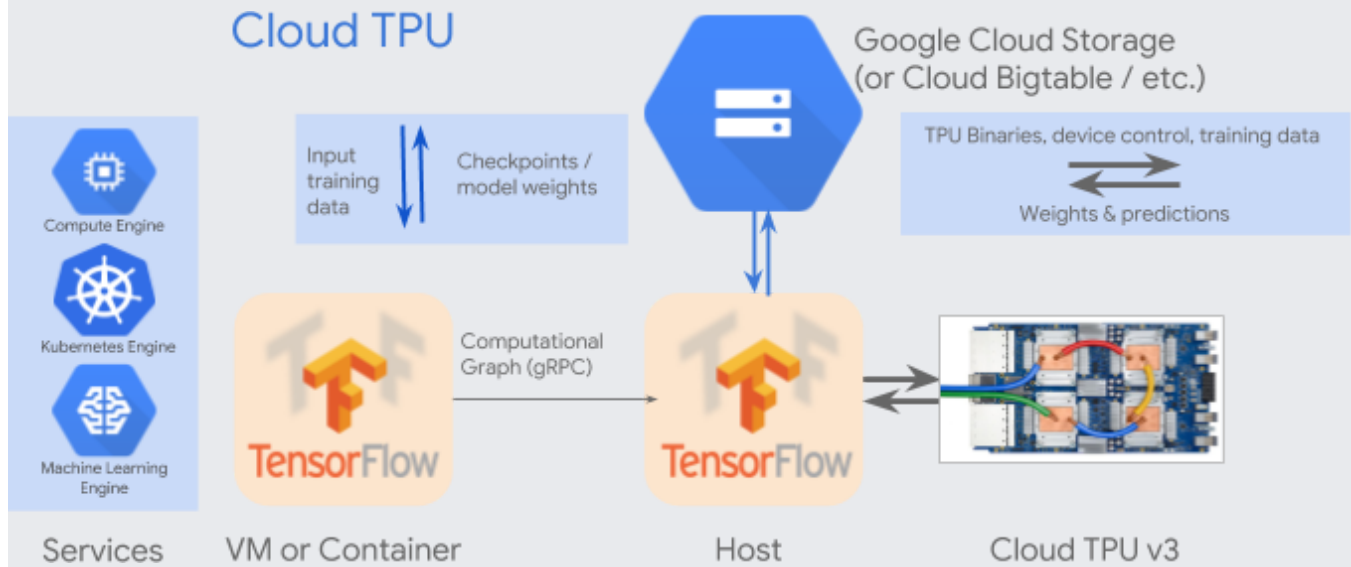 Cloud TPU
Google Cloud Storage
(or Cloud Bigtable / etc.)
Compute Engine
Kubernetes Engine
Machine Learning
Engine
Services
Input
training
data
Checkpoints /
model weights
TPU Binaries, device control, training data
Weights & predictions
TensorFlow
VM or Container
Computational
Graph (gRPC)
TensorFlow
Host
Cloud TPU v3